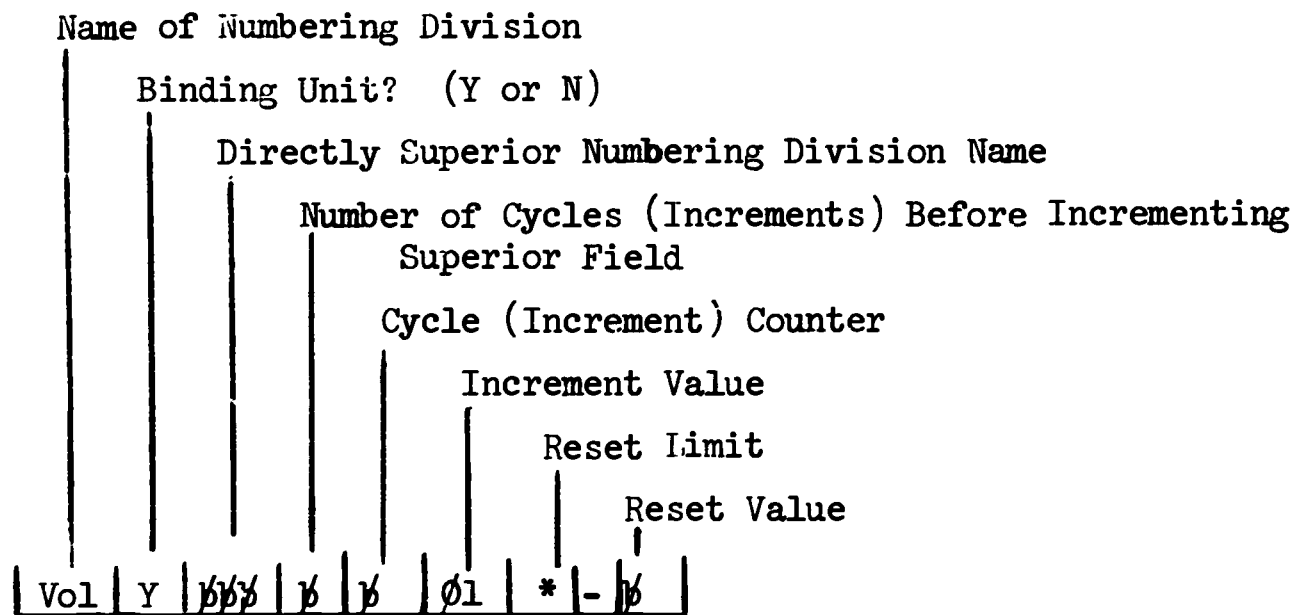 Name of Numbering Division
Binding Unit? (Y or N)
Directly Superior Numbering Division Name
Number of Cycles (Increments) Before Incrementing
Superior Field
Cycle (Increment) Counter
Increment Value
Reset Limit
Reset Value
Vol Y ƀƀƀ ƀ ƀ Ø1 * - ƀ